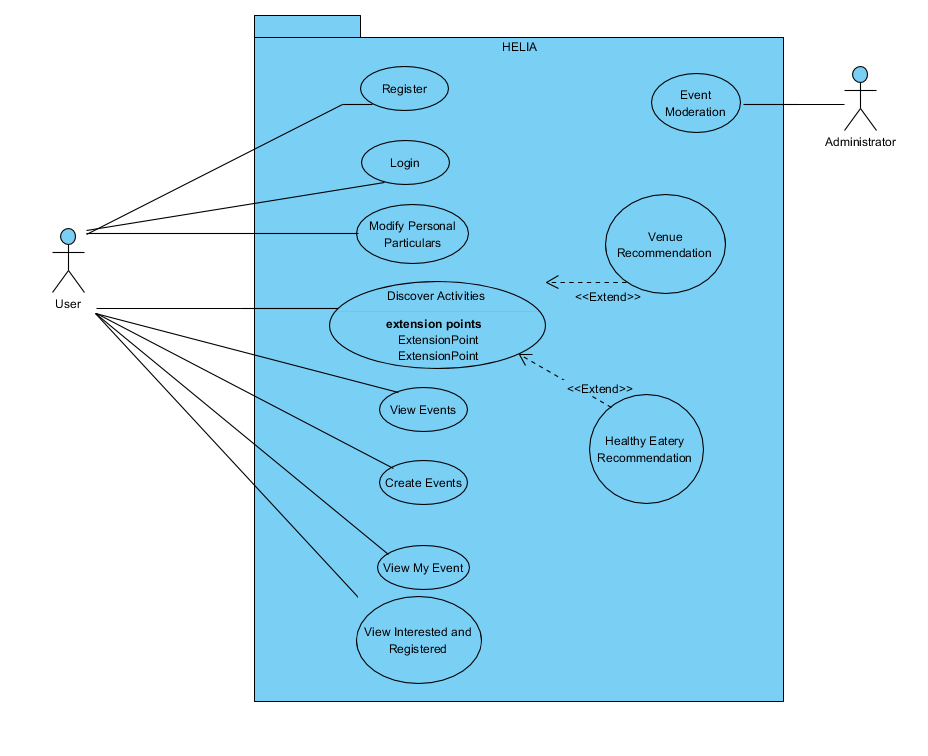 HELIA
Register
Event
Moderation
Administrator
Login
Modify Personal
Particulars
Venue
Recommendation
User
Discover Activities
<<Extend>>
extension points
ExtensionPoint
ExtensionPoint
<<Extend>>
View Events
Healthy Eatery
Recommendation
Create Events
View My Event
View Interested and
Registered